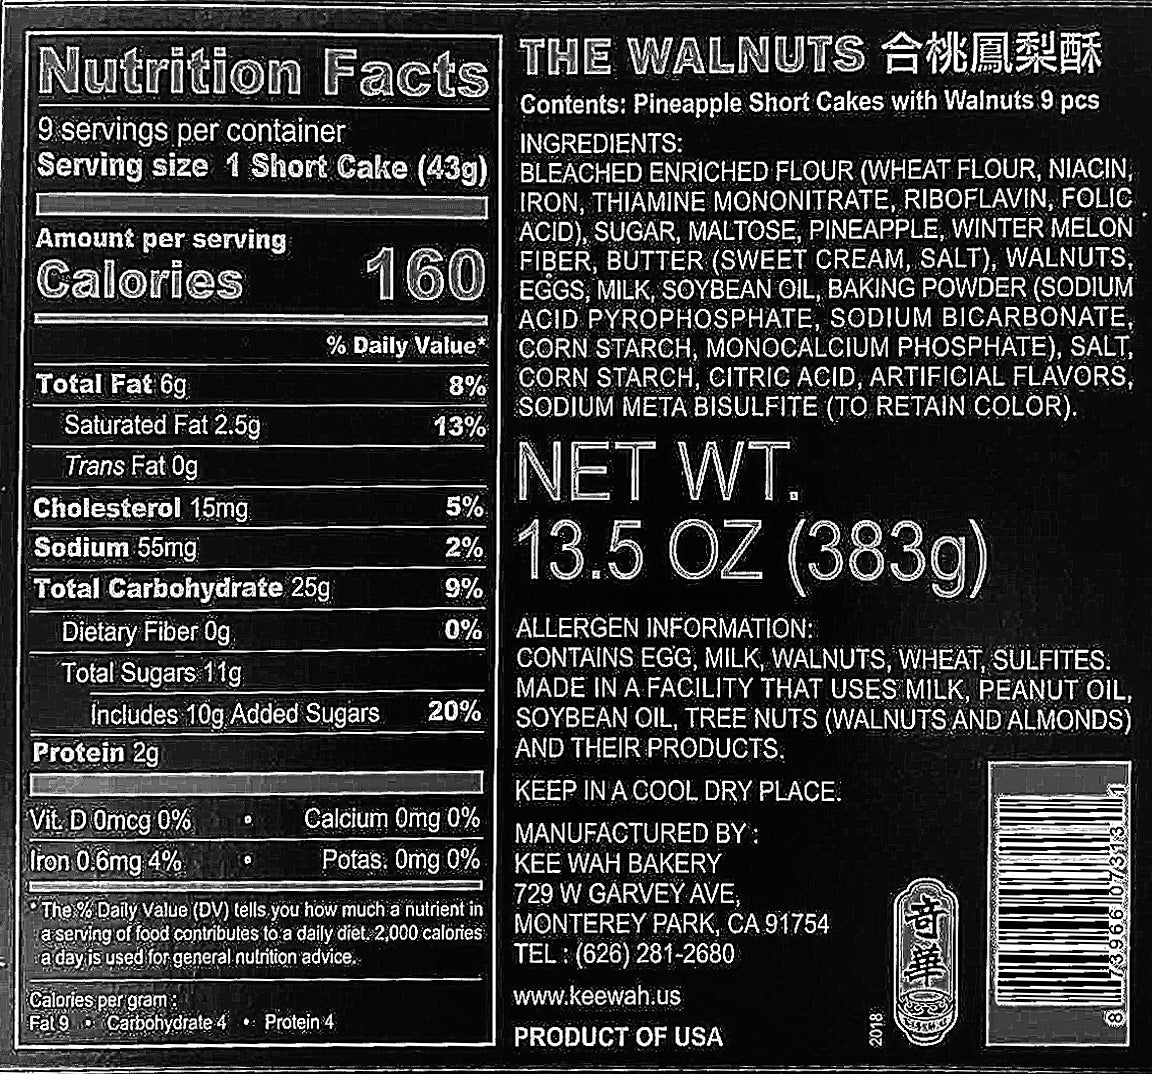 Nutrition Facts
9 servings per container
Serving size 1 Short Cake (43g)
Amount per serving
Calories 160
% Daily Value*
Total Fat 6g 8%
Saturated Fat 2.5g 13%
Trans Fat 0g
Cholesterol 15mg 5%
Sodium 55mg 2%
Total Carbohydrate 25g 9%
Dietary Fiber 0g 0%
Total Sugars 11g
Includes 10g Added Sugars 20%
Protein 2g
Vit. D 0mcg 0% • Calcium 0mg 0%
Iron 0.6mg 4% • Potas. 0mg 0%
* The % Daily Value (DV) tells you how much a nutrient in
a serving of food contributes to a daily diet. 2,000 calories
a day is used for general nutrition advice.
Calories per gram :
Fat 9 • Carbohydrate 4 • Protein 4
THE WALNUTS 合桃鳳梨酥
Contents: Pineapple Short Cakes with Walnuts 9 pcs
INGREDIENTS:
BLEACHED ENRICHED FLOUR (WHEAT FLOUR, NIACIN,
IRON, THIAMINE MONONITRATE, RIBOFLAVIN, FOLIC
ACID), SUGAR, MALTOSE, PINEAPPLE, WINTER MELON
FIBER, BUTTER (SWEET CREAM, SALT), WALNUTS,
EGGS, MILK, SOYBEAN OIL, BAKING POWDER (SODIUM
ACID PYROPHOSPHATE, SODIUM BICARBONATE,
CORN STARCH, MONOCALCIUM PHOSPHATE), SALT,
CORN STARCH, CITRIC ACID, ARTIFICIAL FLAVORS,
SODIUM META BISULFITE (TO RETAIN COLOR).
NET WT.
13.5 OZ (383g)
ALLERGEN INFORMATION:
CONTAINS EGG, MILK, WALNUTS, WHEAT, SULFITES.
MADE IN A FACILITY THAT USES MILK, PEANUT OIL,
SOYBEAN OIL, TREE NUTS (WALNUTS AND ALMONDS)
AND THEIR PRODUCTS.
KEEP IN A COOL DRY PLACE.
MANUFACTURED BY :
KEE WAH BAKERY
729 W GARVEY AVE,
MONTEREY PARK, CA 91754
TEL : (626) 281-2680
www.keewah.us
PRODUCT OF USA
2018
奇華
8 73966 07313 1